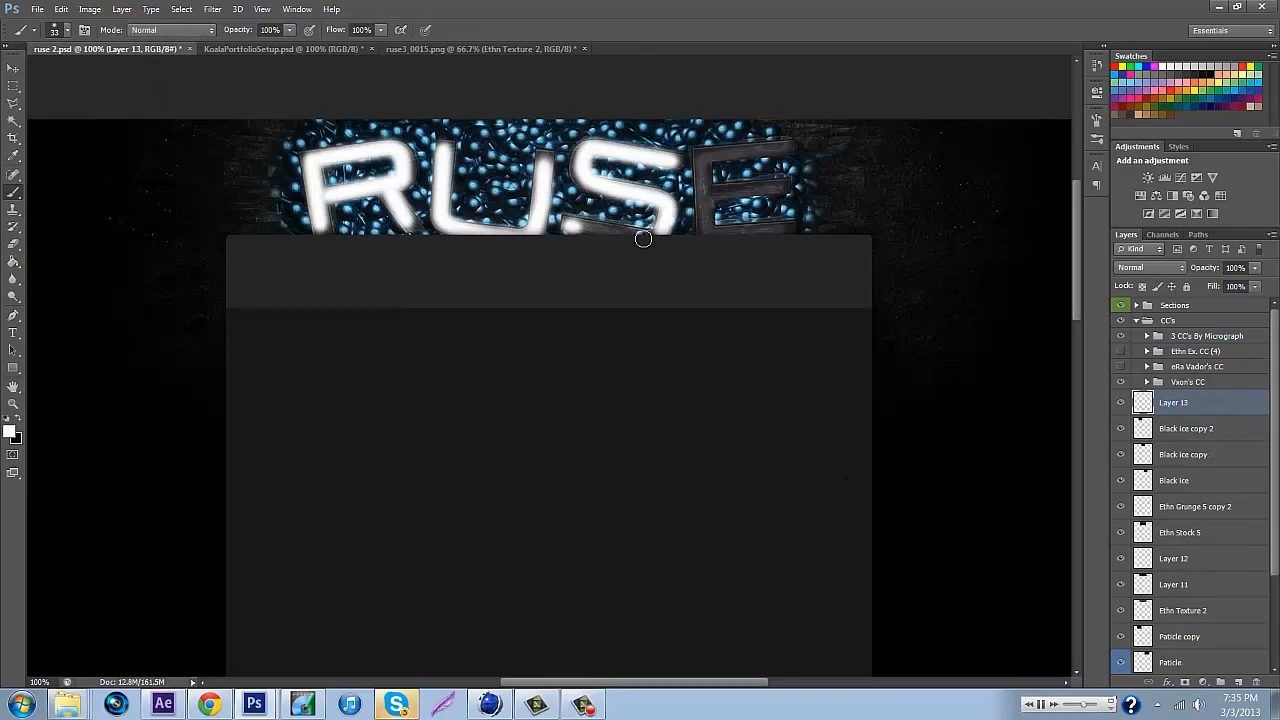 Ps File Edit Image Layer Type Select Filter 3D View Window Help
33 Mode: Normal Opacity: 100% Flow: 100% Essentials
ruse 2.psd @ 100% (Layer 13, RGB/8#) * × KoalaPortfolioSetup.psd @ 100% (RGB/8) * × ruse3_0015.png @ 66.7% (Ethn Texture 2, RGB/8) * ×
Swatches
RUSE
Adjustments Styles
Add an adjustment
Layers Channels Paths
Kind
Normal Opacity: 100%
Lock: Fill: 100%
Sections
CC's
3 CC's By Micrograph
Ethn Ex. CC (4)
eRa Vador's CC
Vxon's CC
Layer 13
Black ice copy 2
Black ice copy
Black ice
Ethn Grunge 5 copy 2
Ethn Stock 5
Layer 12
Layer 11
Ethn Texture 2
Paticle copy
Paticle
100% Doc: 12.8M/161.5M
Ae Ps
7:35 PM
3/3/2013